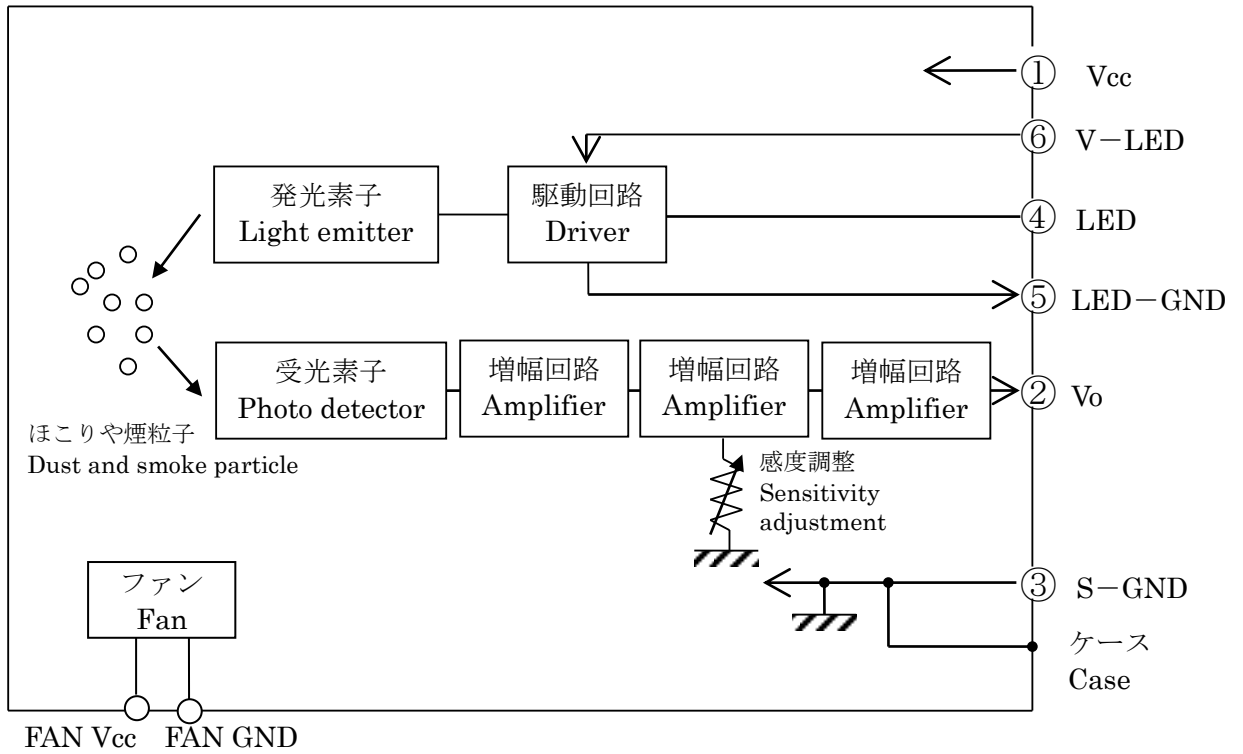 ① Vcc
⑥ V－LED
発光素子
Light emitter
駆動回路
Driver
④ LED
⑤ LED－GND
受光素子
Photo detector
増幅回路
Amplifier
増幅回路
Amplifier
増幅回路
Amplifier
② Vo
ほこりや煙粒子
Dust and smoke particle
感度調整
Sensitivity
adjustment
ファン
Fan
③ S－GND
ケース
Case
FAN Vcc
FAN GND